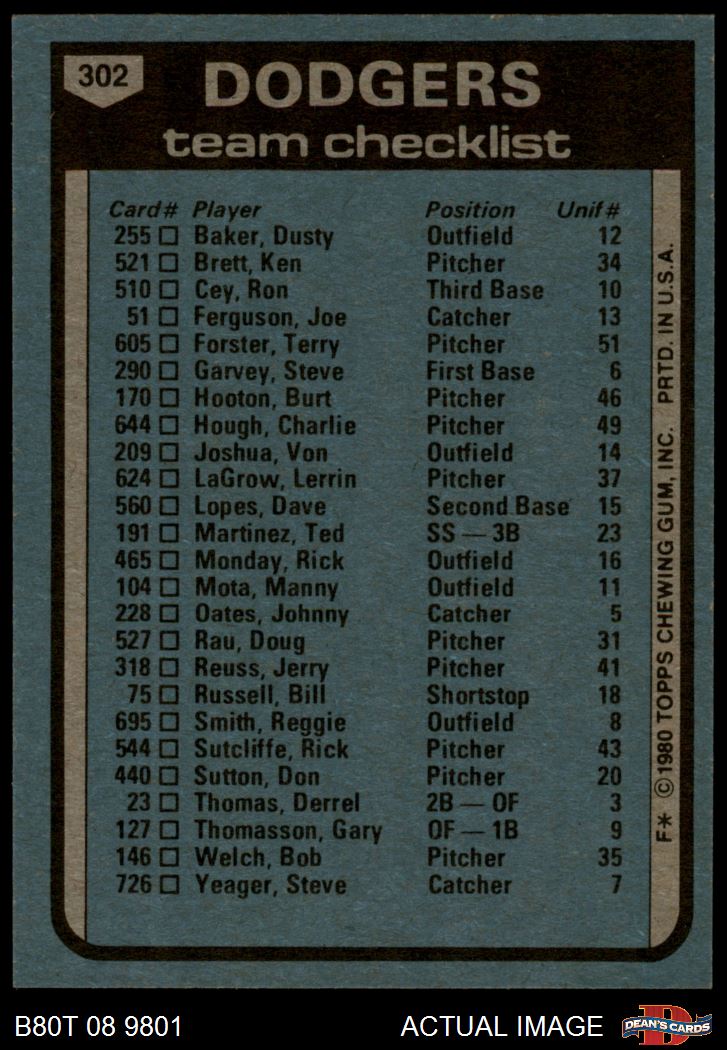 302
DODGERS
team checklist
Card# Player Position Unif#
255 □ Baker, Dusty Outfield 12
521 □ Brett, Ken Pitcher 34
510 □ Cey, Ron Third Base 10
51 □ Ferguson, Joe Catcher 13
605 □ Forster, Terry Pitcher 51
290 □ Garvey, Steve First Base 6
170 □ Hooton, Burt Pitcher 46
644 □ Hough, Charlie Pitcher 49
209 □ Joshua, Von Outfield 14
624 □ LaGrow, Lerrin Pitcher 37
560 □ Lopes, Dave Second Base 15
191 □ Martinez, Ted SS — 3B 23
465 □ Monday, Rick Outfield 16
104 □ Mota, Manny Outfield 11
228 □ Oates, Johnny Catcher 5
527 □ Rau, Doug Pitcher 31
318 □ Reuss, Jerry Pitcher 41
75 □ Russell, Bill Shortstop 18
695 □ Smith, Reggie Outfield 8
544 □ Sutcliffe, Rick Pitcher 43
440 □ Sutton, Don Pitcher 20
23 □ Thomas, Derrel 2B — OF 3
127 □ Thomasson, Gary OF — 1B 9
146 □ Welch, Bob Pitcher 35
726 □ Yeager, Steve Catcher 7
F* © 1980 TOPPS CHEWING GUM, INC. PRTD. IN U.S.A.
B80T 08 9801 ACTUAL IMAGE
D
DEAN'S CARDS